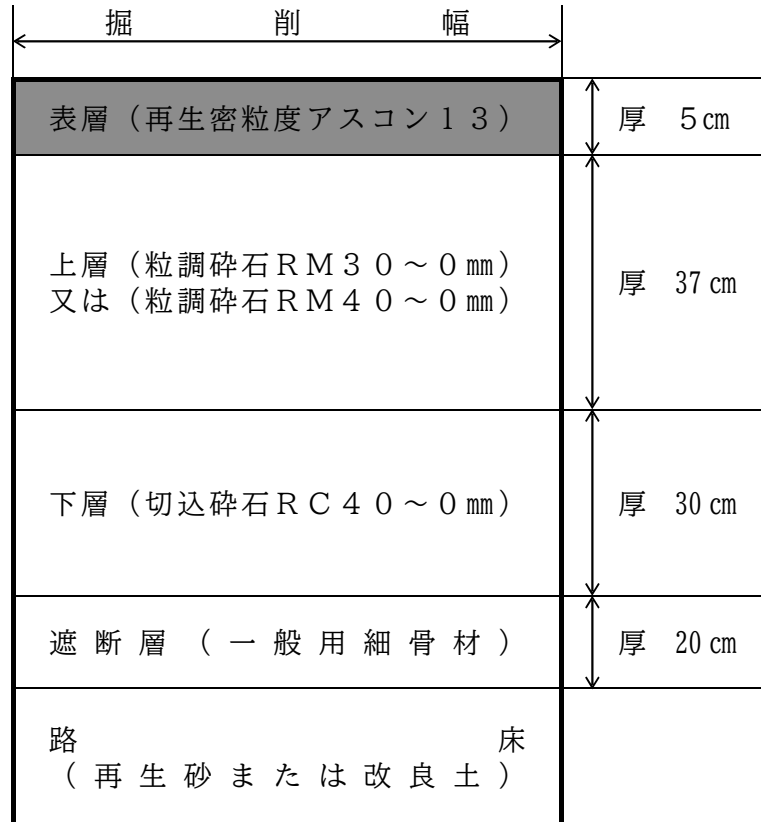 掘削幅
表層（再生密粒度アスコン１３）
厚 5㎝
上層（粒調砕石ＲＭ３０～０㎜）
又は（粒調砕石ＲＭ４０～０㎜）
厚 37㎝
下層（切込砕石ＲＣ４０～０㎜）
厚 30㎝
遮断層（一般用細骨材）
厚 20㎝
路床
（再生砂または改良土）